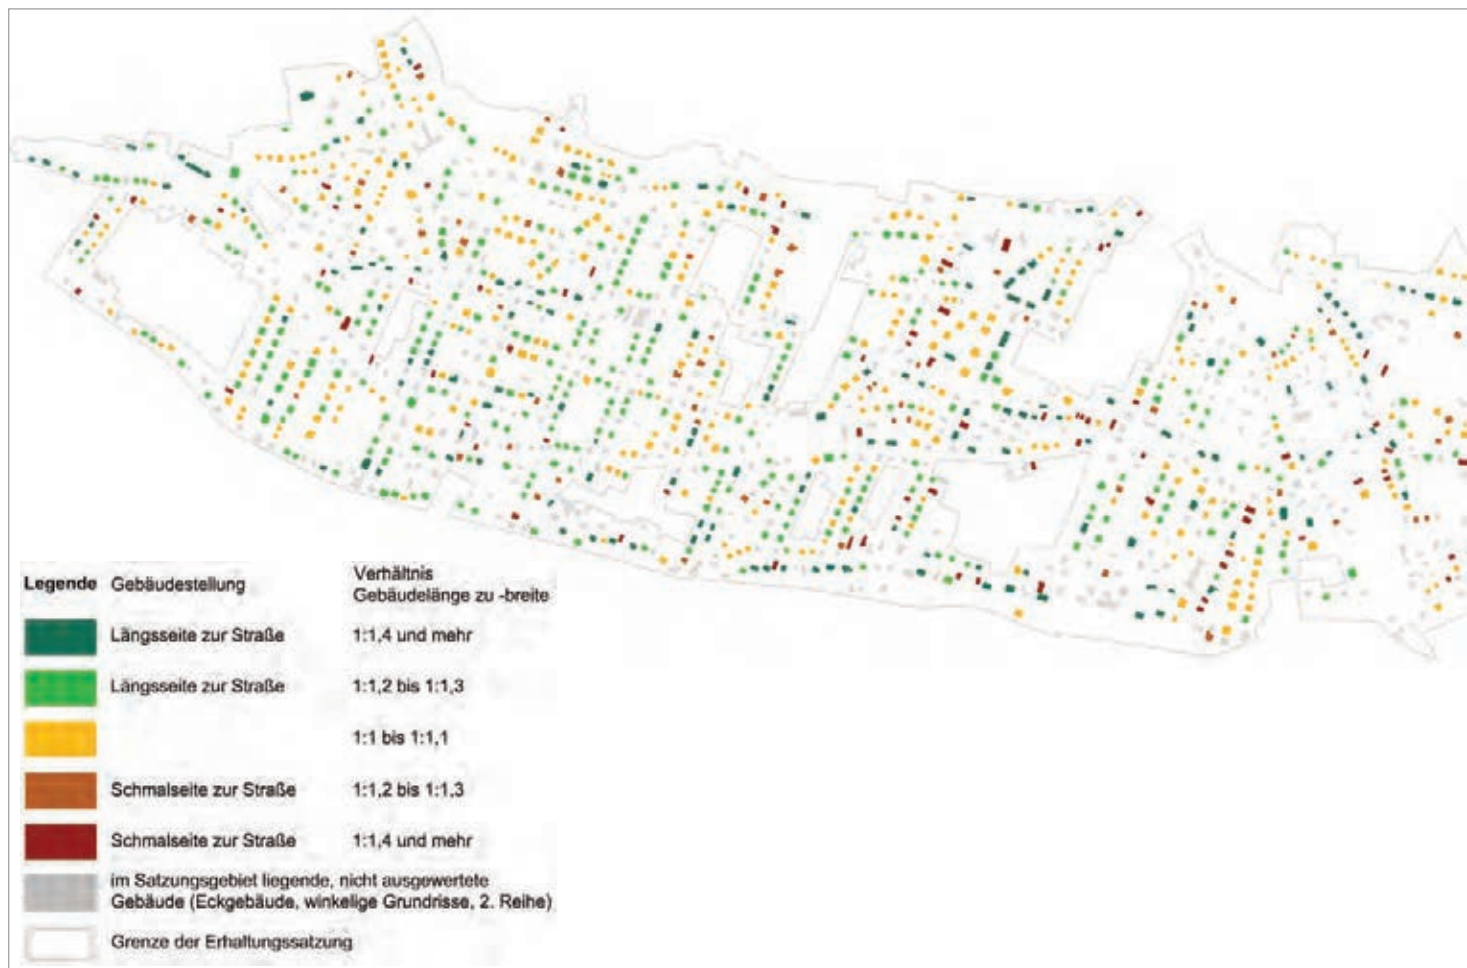 Legende Gebäudestellung Verhältnis
Gebäudelänge zu -breite
Längsseite zur Straße 1:1,4 und mehr
Längsseite zur Straße 1:1,2 bis 1:1,3
1:1 bis 1:1,1
Schmalseite zur Straße 1:1,2 bis 1:1,3
Schmalseite zur Straße 1:1,4 und mehr
im Satzungsgebiet liegende, nicht ausgewertete
Gebäude (Eckgebäude, winkelige Grundrisse, 2. Reihe)
Grenze der Erhaltungssatzung